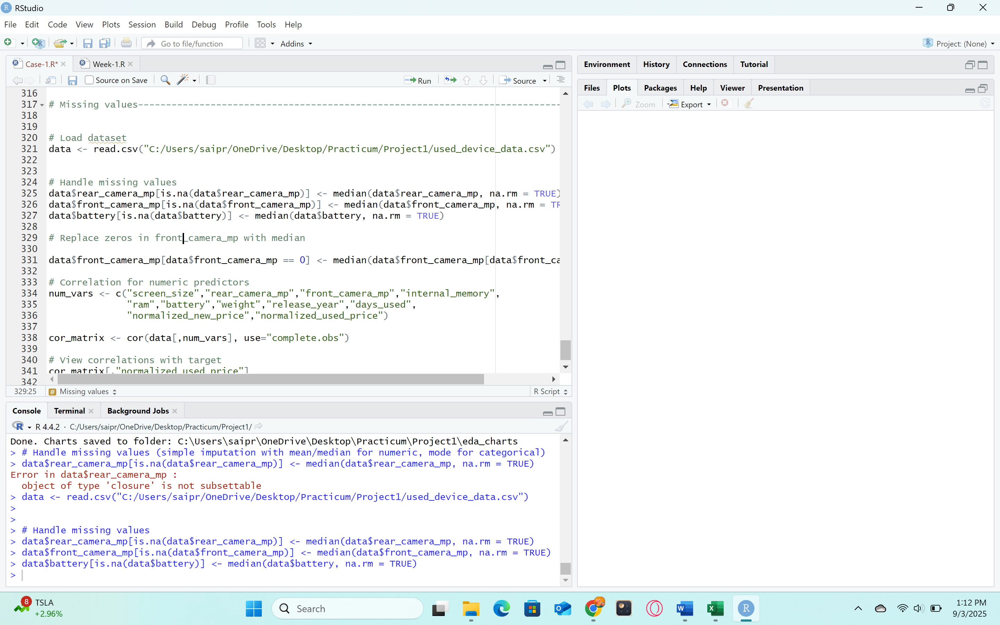 RStudio
File Edit Code View Plots Session Build Debug Profile Tools Help
Go to file/function Addins Project: (None)
Case-1.R* Week-1.R
Source on Save Run Source
316
317 # Missing values----------------------------------------------------------------------------
318
319
320 # Load dataset
321 data <- read.csv("C:/Users/saipr/OneDrive/Desktop/Practicum/Project1/used_device_data.csv")
322
323
324 # Handle missing values
325 data$rear_camera_mp[is.na(data$rear_camera_mp)] <- median(data$rear_camera_mp, na.rm = TRUE)
326 data$front_camera_mp[is.na(data$front_camera_mp)] <- median(data$front_camera_mp, na.rm = TR
327 data$battery[is.na(data$battery)] <- median(data$battery, na.rm = TRUE)
328
329 # Replace zeros in front_camera_mp with median
330
331 data$front_camera_mp[data$front_camera_mp == 0] <- median(data$front_camera_mp[data$front_ca
332
333 # Correlation for numeric predictors
334 num_vars <- c("screen_size","rear_camera_mp","front_camera_mp","internal_memory",
335 "ram","battery","weight","release_year","days_used",
336 "normalized_new_price","normalized_used_price")
337
338 cor_matrix <- cor(data[,num_vars], use="complete.obs")
339
340 # View correlations with target
341 cor_matrix[,"normalized_used_price"]
342
329:25 # Missing values R Script
Console Terminal Background Jobs
R 4.4.2 · C:/Users/saipr/OneDrive/Desktop/Practicum/Project1/
Done. Charts saved to folder: C:\Users\saipr\OneDrive\Desktop\Practicum\Project1\eda_charts
> # Handle missing values (simple imputation with mean/median for numeric, mode for categorical)
> data$rear_camera_mp[is.na(data$rear_camera_mp)] <- median(data$rear_camera_mp, na.rm = TRUE)
Error in data$rear_camera_mp :
object of type 'closure' is not subsettable
> data <- read.csv("C:/Users/saipr/OneDrive/Desktop/Practicum/Project1/used_device_data.csv")
>
>
> # Handle missing values
> data$rear_camera_mp[is.na(data$rear_camera_mp)] <- median(data$rear_camera_mp, na.rm = TRUE)
> data$front_camera_mp[is.na(data$front_camera_mp)] <- median(data$front_camera_mp, na.rm = TRUE)
> data$battery[is.na(data$battery)] <- median(data$battery, na.rm = TRUE)
>
Environment History Connections Tutorial
Files Plots Packages Help Viewer Presentation
Zoom Export
8 TSLA
+2.96%
Search
1:12 PM
9/3/2025